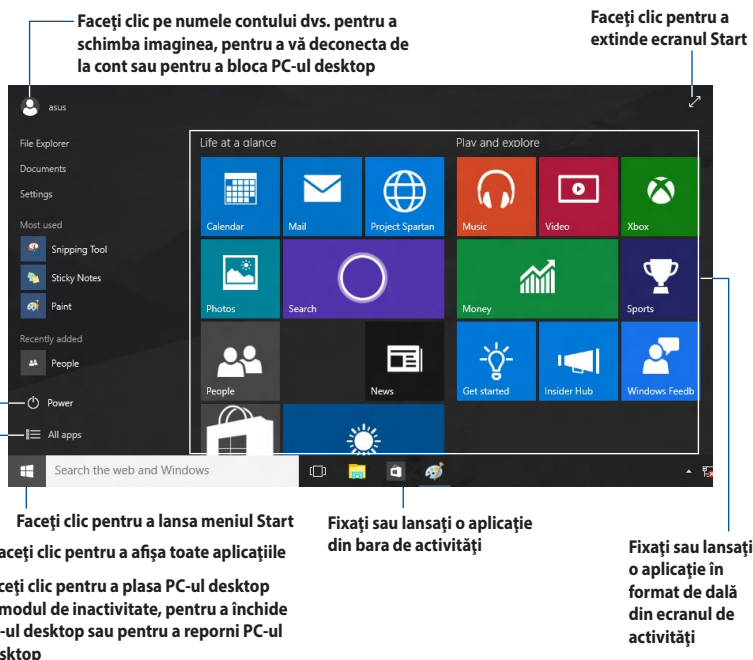 Faceţi clic pe numele contului dvs. pentru a
schimba imaginea, pentru a vă deconecta de
la cont sau pentru a bloca PC-ul desktop
Faceţi clic pentru a
extinde ecranul Start
asus
File Explorer
Documents
Settings
Most used
Snipping Tool
Sticky Notes
Paint
Recently added
People
Power
All apps
Search the web and Windows
Life at a glance
Play and explore
Calendar
Mail
Project Spartan
Music
Video
Xbox
Photos
Search
Money
Sports
People
News
Get started
Insider Hub
Windows Feedb
Faceţi clic pentru a lansa meniul Start
aceţi clic pentru a afişa toate aplicaţiile
ceţi clic pentru a plasa PC-ul desktop
modul de inactivitate, pentru a închide
-ul desktop sau pentru a reporni PC-ul
sktop
Fixaţi sau lansaţi o aplicaţie
din bara de activităţi
Fixaţi sau lansaţi
o aplicaţie în
format de dală
din ecranul de
activităţi